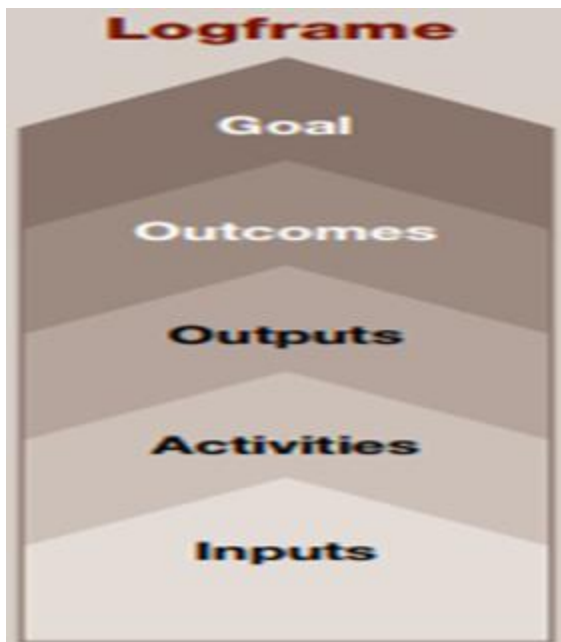 Logframe
Goal
Outcomes
Outputs
Activities
Inputs